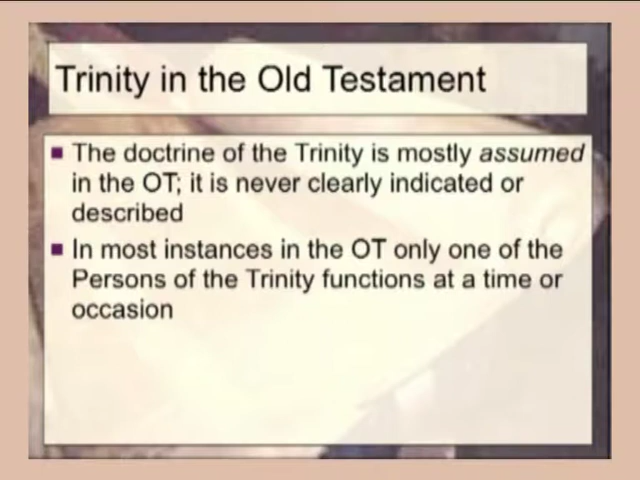 Trinity in the Old Testament
The doctrine of the Trinity is mostly assumed
in the OT; it is never clearly indicated or
described
In most instances in the OT only one of the
Persons of the Trinity functions at a time or
occasion